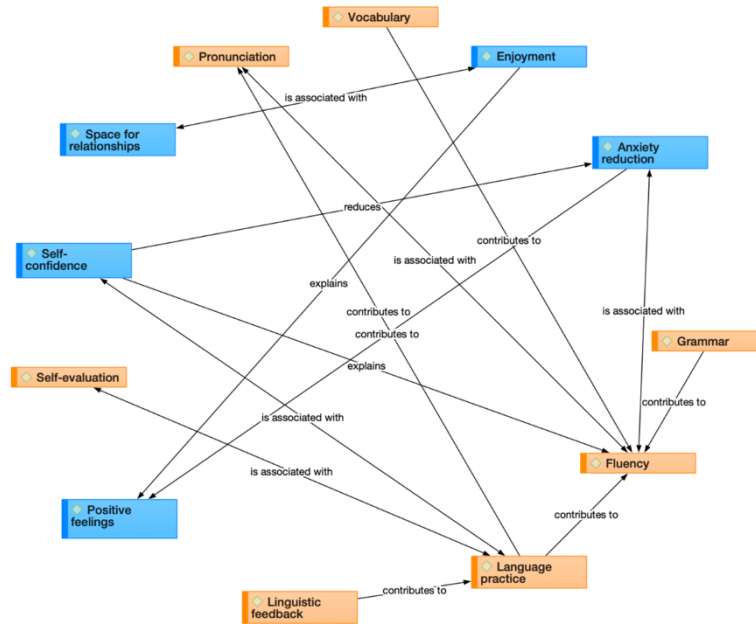 Vocabulary
Pronunciation
Enjoyment
is associated with
Space for
relationships
Anxiety
reduction
reduces
contributes to
is associated with
explains
Self-
confidence
contributes to
is associated with
contributes to
Grammar
explains
Self-evaluation
contributes to
is associated with
Fluency
is associated with
Positive
feelings
contributes to
Language
practice
contributes to
Linguistic
feedback